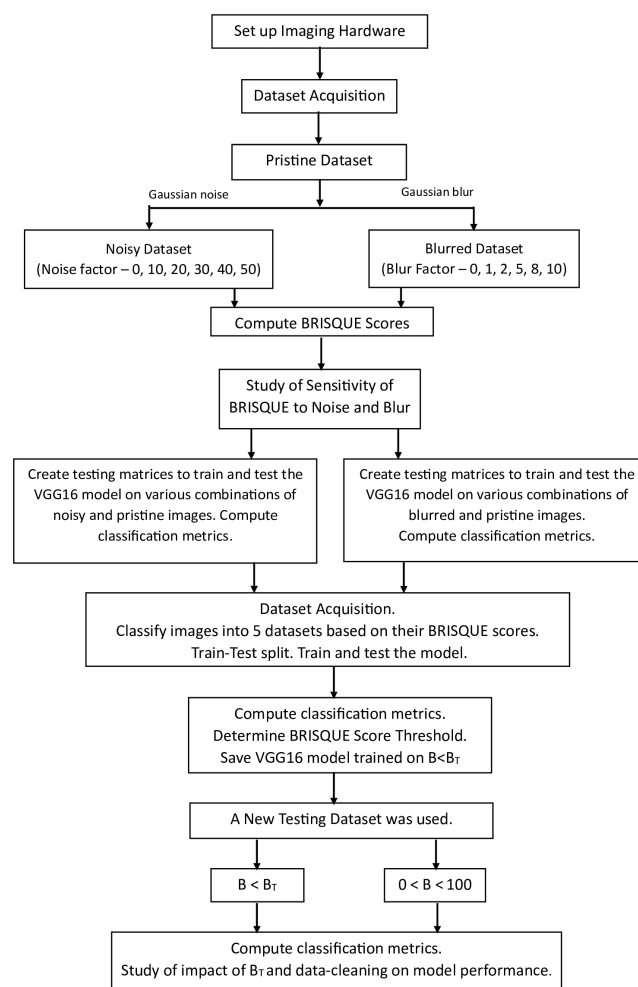 Set up Imaging Hardware
Dataset Acquisition
Pristine Dataset
Gaussian noise
Gaussian blur
Noisy Dataset
(Noise factor – 0, 10, 20, 30, 40, 50)
Blurred Dataset
(Blur Factor – 0, 1, 2, 5, 8, 10)
Compute BRISQUE Scores
Study of Sensitivity of
BRISQUE to Noise and Blur
Create testing matrices to train and test the
VGG16 model on various combinations of
noisy and pristine images. Compute
classification metrics.
Create testing matrices to train and test the
VGG16 model on various combinations of
blurred and pristine images.
Compute classification metrics.
Dataset Acquisition.
Classify images into 5 datasets based on their BRISQUE scores.
Train-Test split. Train and test the model.
Compute classification metrics.
Determine BRISQUE Score Threshold.
Save VGG16 model trained on B<BT
A New Testing Dataset was used.
B < BT
0 < B < 100
Compute classification metrics.
Study of impact of BT and data-cleaning on model performance.